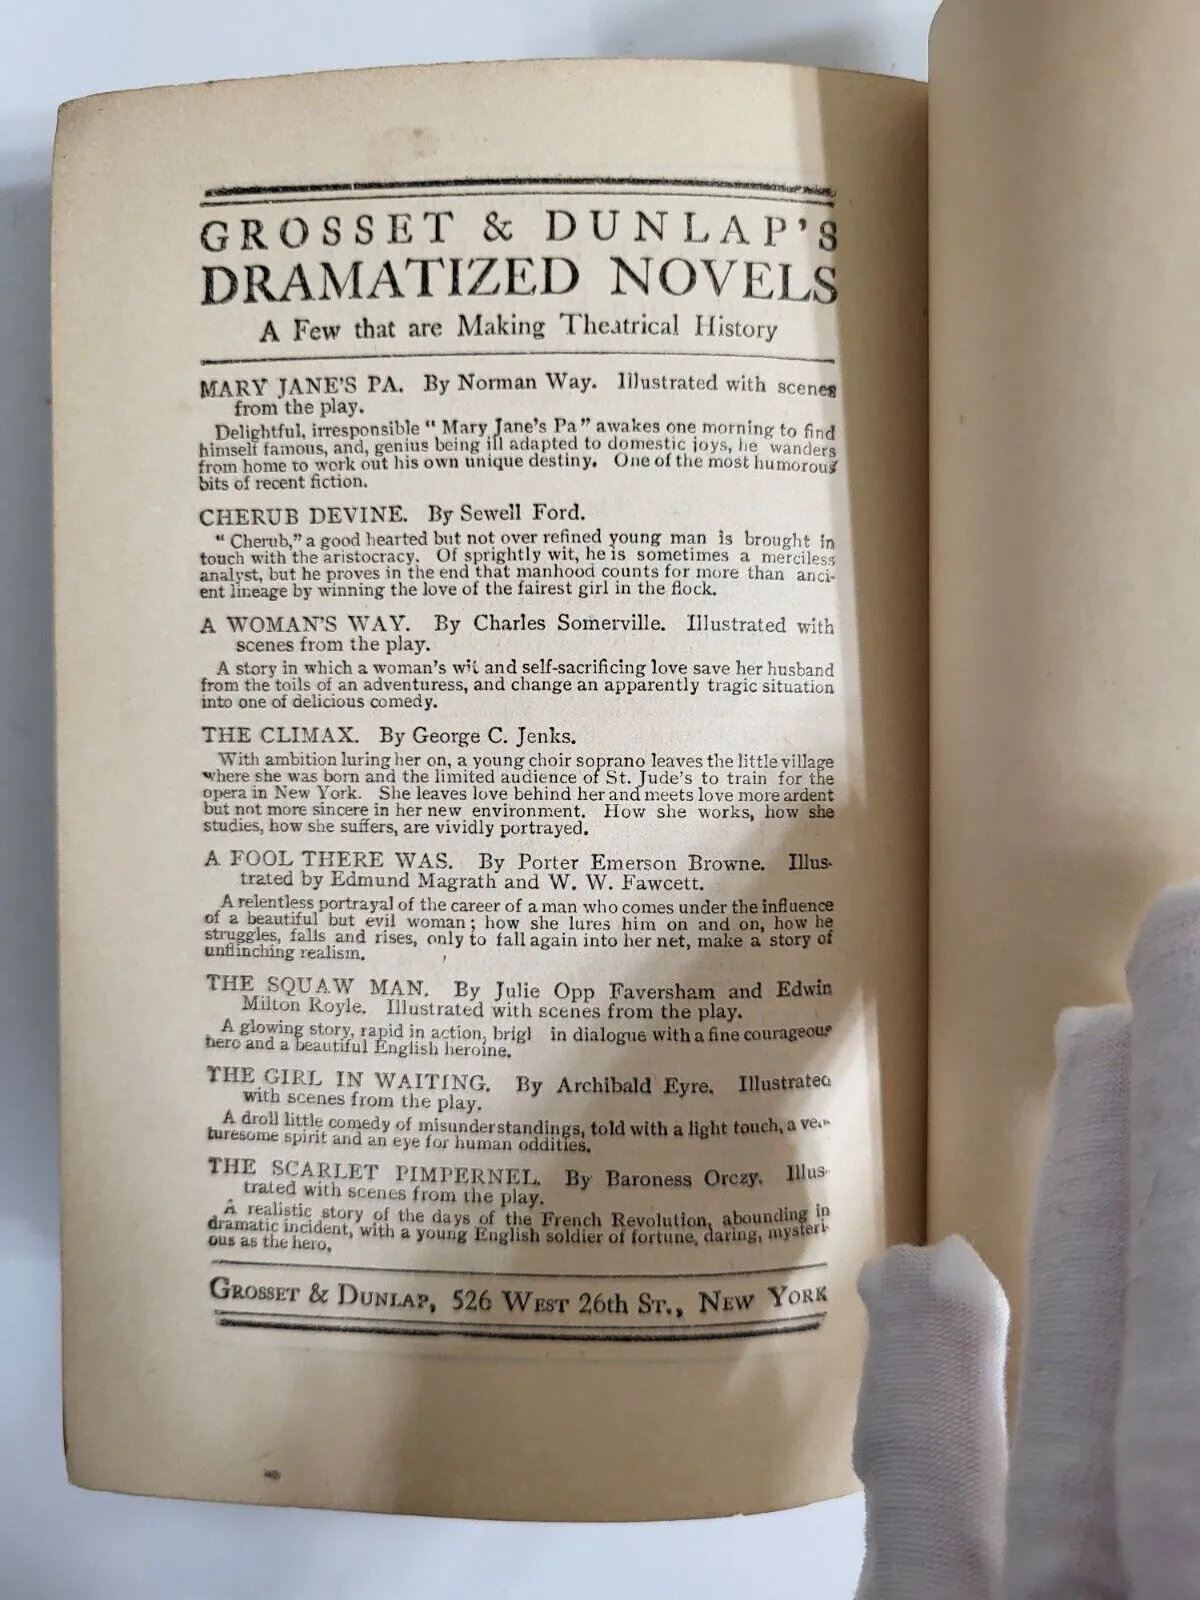 GROSSET & DUNLAP'S
DRAMATIZED NOVELS
A Few that are Making Theatrical History
MARY JANE'S PA. By Norman Way. Illustrated with scenes
from the play.
Delightful, irresponsible “Mary Jane's Pa” awakes one morning to find
himself famous, and, genius being ill adapted to domestic joys, he wanders
from home to work out his own unique destiny. One of the most humorous
bits of recent fiction.
CHERUB DEVINE. By Sewell Ford.
“Cherub,” a good hearted but not over refined young man is brought in
touch with the aristocracy. Of sprightly wit, he is sometimes a merciless
analyst, but he proves in the end that manhood counts for more than anci-
ent lineage by winning the love of the fairest girl in the flock.
A WOMAN'S WAY. By Charles Somerville. Illustrated with
scenes from the play.
A story in which a woman's wit and self-sacrificing love save her husband
from the toils of an adventuress, and change an apparently tragic situation
into one of delicious comedy.
THE CLIMAX. By George C. Jenks.
With ambition luring her on, a young choir soprano leaves the little village
where she was born and the limited audience of St. Jude's to train for the
opera in New York. She leaves love behind her and meets love more ardent
but not more sincere in her new environment. How she works, how she
studies, how she suffers, are vividly portrayed.
A FOOL THERE WAS. By Porter Emerson Browne. Illus-
trated by Edmund Magrath and W. W. Fawcett.
A relentless portrayal of the career of a man who comes under the influence
of a beautiful but evil woman; how she lures him on and on, how he
struggles, falls and rises, only to fall again into her net, make a story of
unflinching realism.
THE SQUAW MAN. By Julie Opp Faversham and Edwin
Milton Royle. Illustrated with scenes from the play.
A glowing story, rapid in action, brigh in dialogue with a fine courageous
hero and a beautiful English heroine.
THE GIRL IN WAITING. By Archibald Eyre. Illustrated
with scenes from the play.
A droll little comedy of misunderstandings, told with a light touch, a ven-
turesome spirit and an eye for human oddities.
THE SCARLET PIMPERNEL. By Baroness Orczy. Illus-
trated with scenes from the play.
A realistic story of the days of the French Revolution, abounding in
dramatic incident, with a young English soldier of fortune, daring, mysteri-
ous as the hero.
GROSSET & DUNLAP, 526 WEST 26th ST., NEW YORK